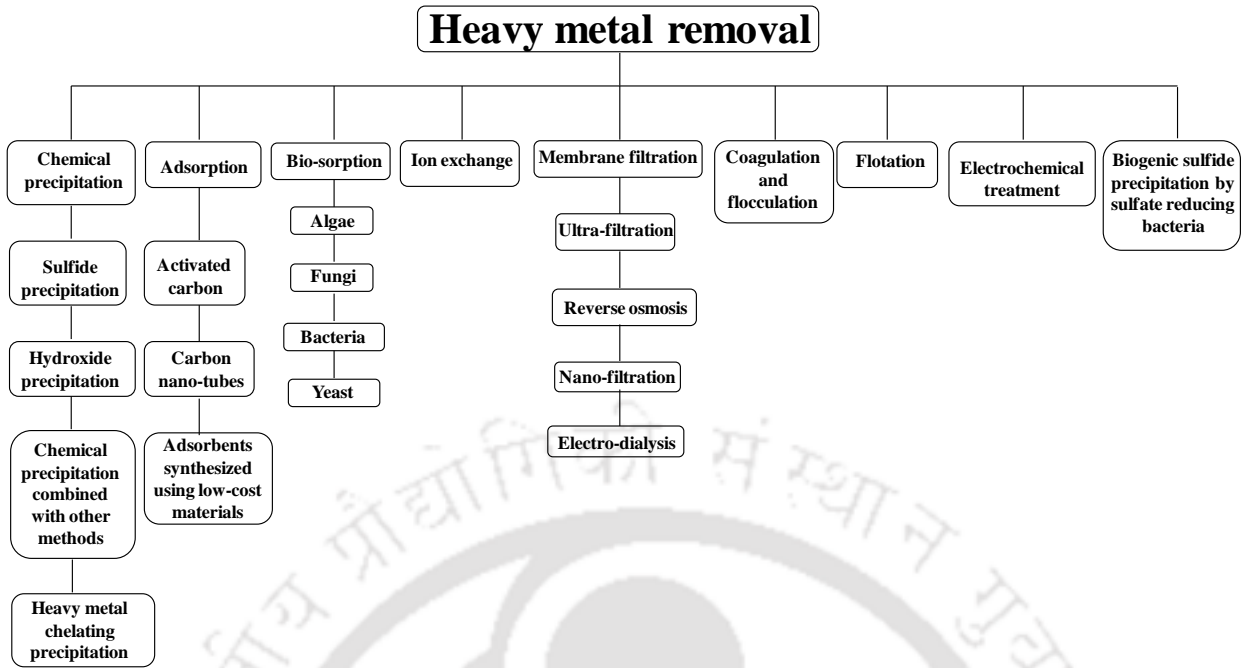 Heavy metal removal
Chemical
precipitation
Sulfide
precipitation
Hydroxide
precipitation
Chemical
precipitation
combined
with other
methods
Heavy metal
chelating
precipitation
Adsorption
Activated
carbon
Carbon
nano-tubes
Adsorbents
synthesized
using low-cost
materials
Bio-sorption
Algae
Fungi
Bacteria
Yeast
Ion exchange
Membrane filtration
Ultra-filtration
Reverse osmosis
Nano-filtration
Electro-dialysis
Coagulation
and
flocculation
Flotation
Electrochemical
treatment
Biogenic sulfide
precipitation by
sulfate reducing
bacteria
प्रौद्योगिकी संस्थान